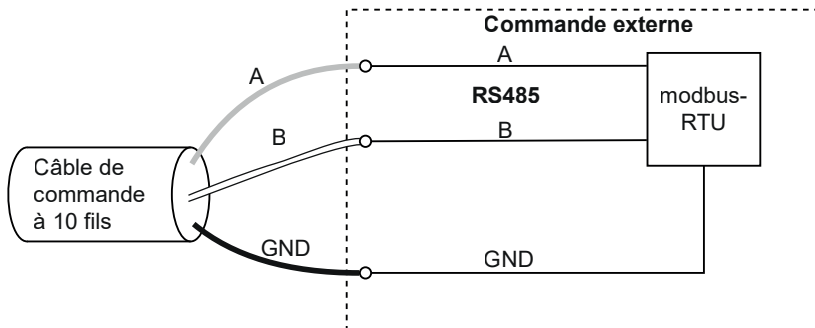 Commande externe
A
A
RS485
modbus-
RTU
B
B
Câble de
commande
à 10 fils
GND
GND